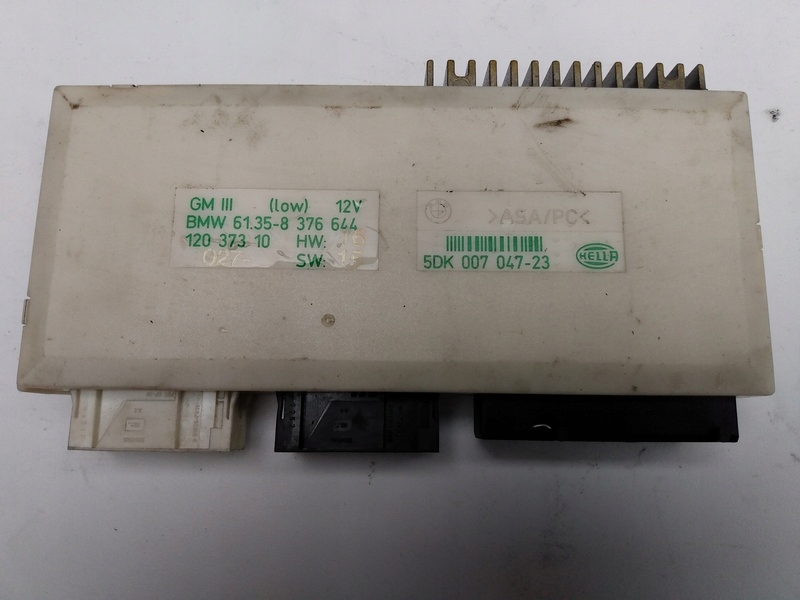 GM III (low) 12V
BMW 61.35-8 376 644
120 373 10 HW:
027 SW:
>ASA/PC<
5DK 007 047-23
HELLA